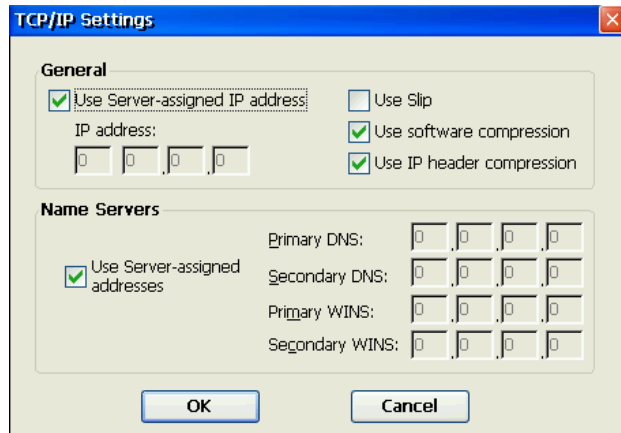 TCP/IP Settings
General
Use Server-assigned IP address
Use Slip
IP address:
Use software compression
0 0 .0 .0
Use IP header compression
Name Servers
Primary DNS: 0 .0 .0 .0
Use Server-assigned
addresses
Secondary DNS: 0 .0 .0 .0
Primary WINS: 0 .0 .0 .0
Secondary WINS: 0 .0 .0 .0
OK
Cancel